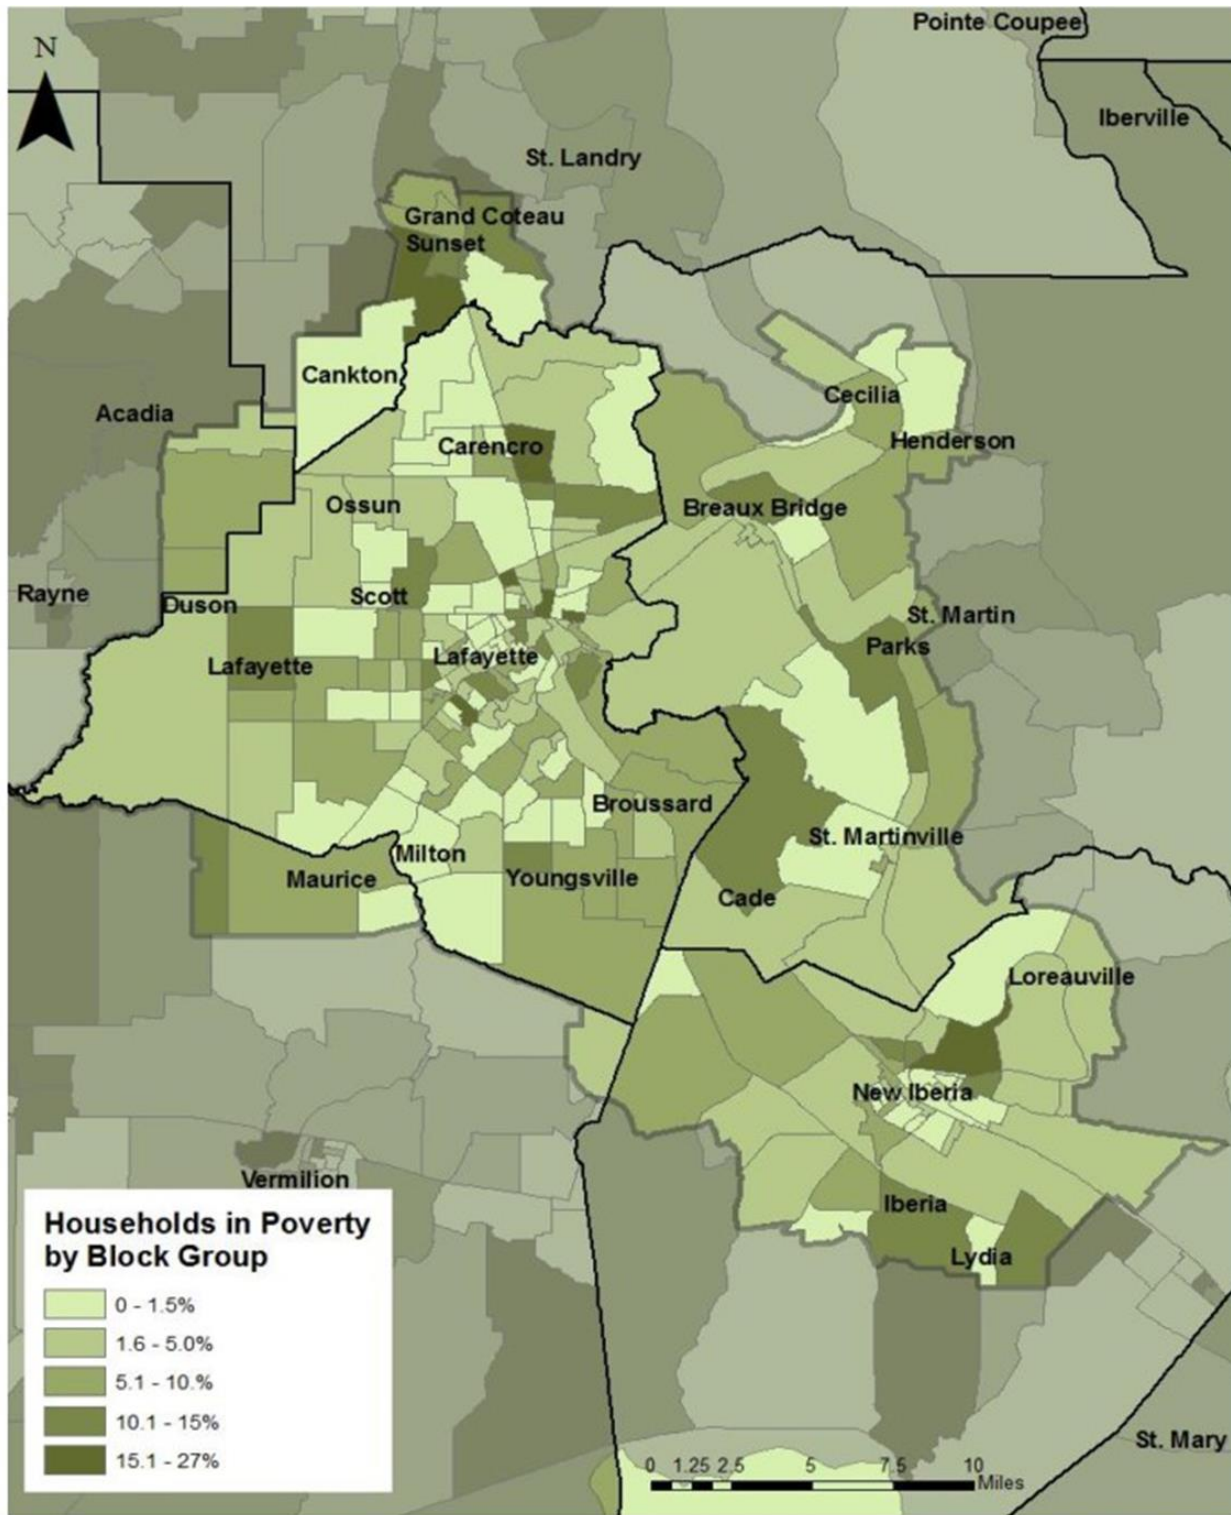 Pointe Coupee
N
Iberville
St. Landry
Grand Coteau
Sunset
Cankton
Cecilia
Acadia
Henderson
Carencro
Ossun
Breaux Bridge
Rayne
Scott
Duson
St. Martin
Parks
Lafayette
Lafayette
Broussard
St. Martinville
Milton
Maurice
Youngsville
Cade
Loreauville
New Iberia
Vermilion
Iberia
Lydia
Households in Poverty
by Block Group
0 - 1.5%
1.6 - 5.0%
5.1 - 10.%
10.1 - 15%
15.1 - 27%
St. Mary
0 1.25 2.5 5 7.5 10
Miles